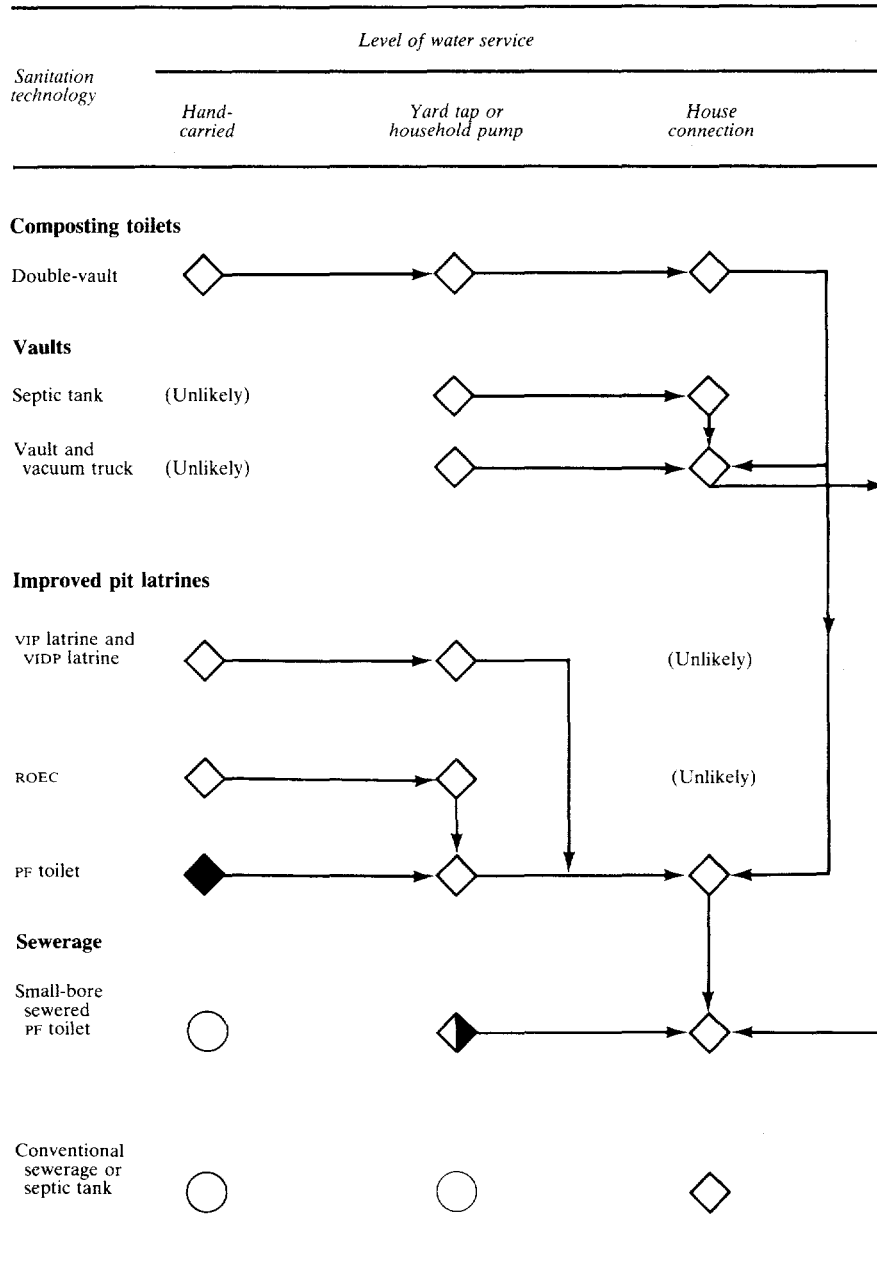 Level of water service
Sanitation
technology
Hand-
carried
Yard tap or
household pump
House
connection
Composting toilets
Double-vault
Vaults
Septic tank (Unlikely)
Vault and
vacuum truck (Unlikely)
Improved pit latrines
VIP latrine and
VIDP latrine (Unlikely)
ROEC (Unlikely)
PF toilet
Sewerage
Small-bore
sewered
PF toilet
Conventional
sewerage or
septic tank